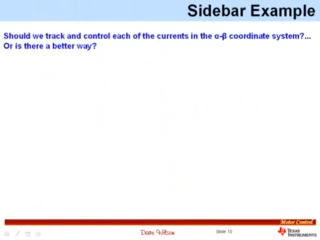 Sidebar Example
Should we track and control each of the currents in the α-β coordinate system?...
Or is there a better way?
Motor Control
Dave Wilson
Slide 10
TEXAS
INSTRUMENTS